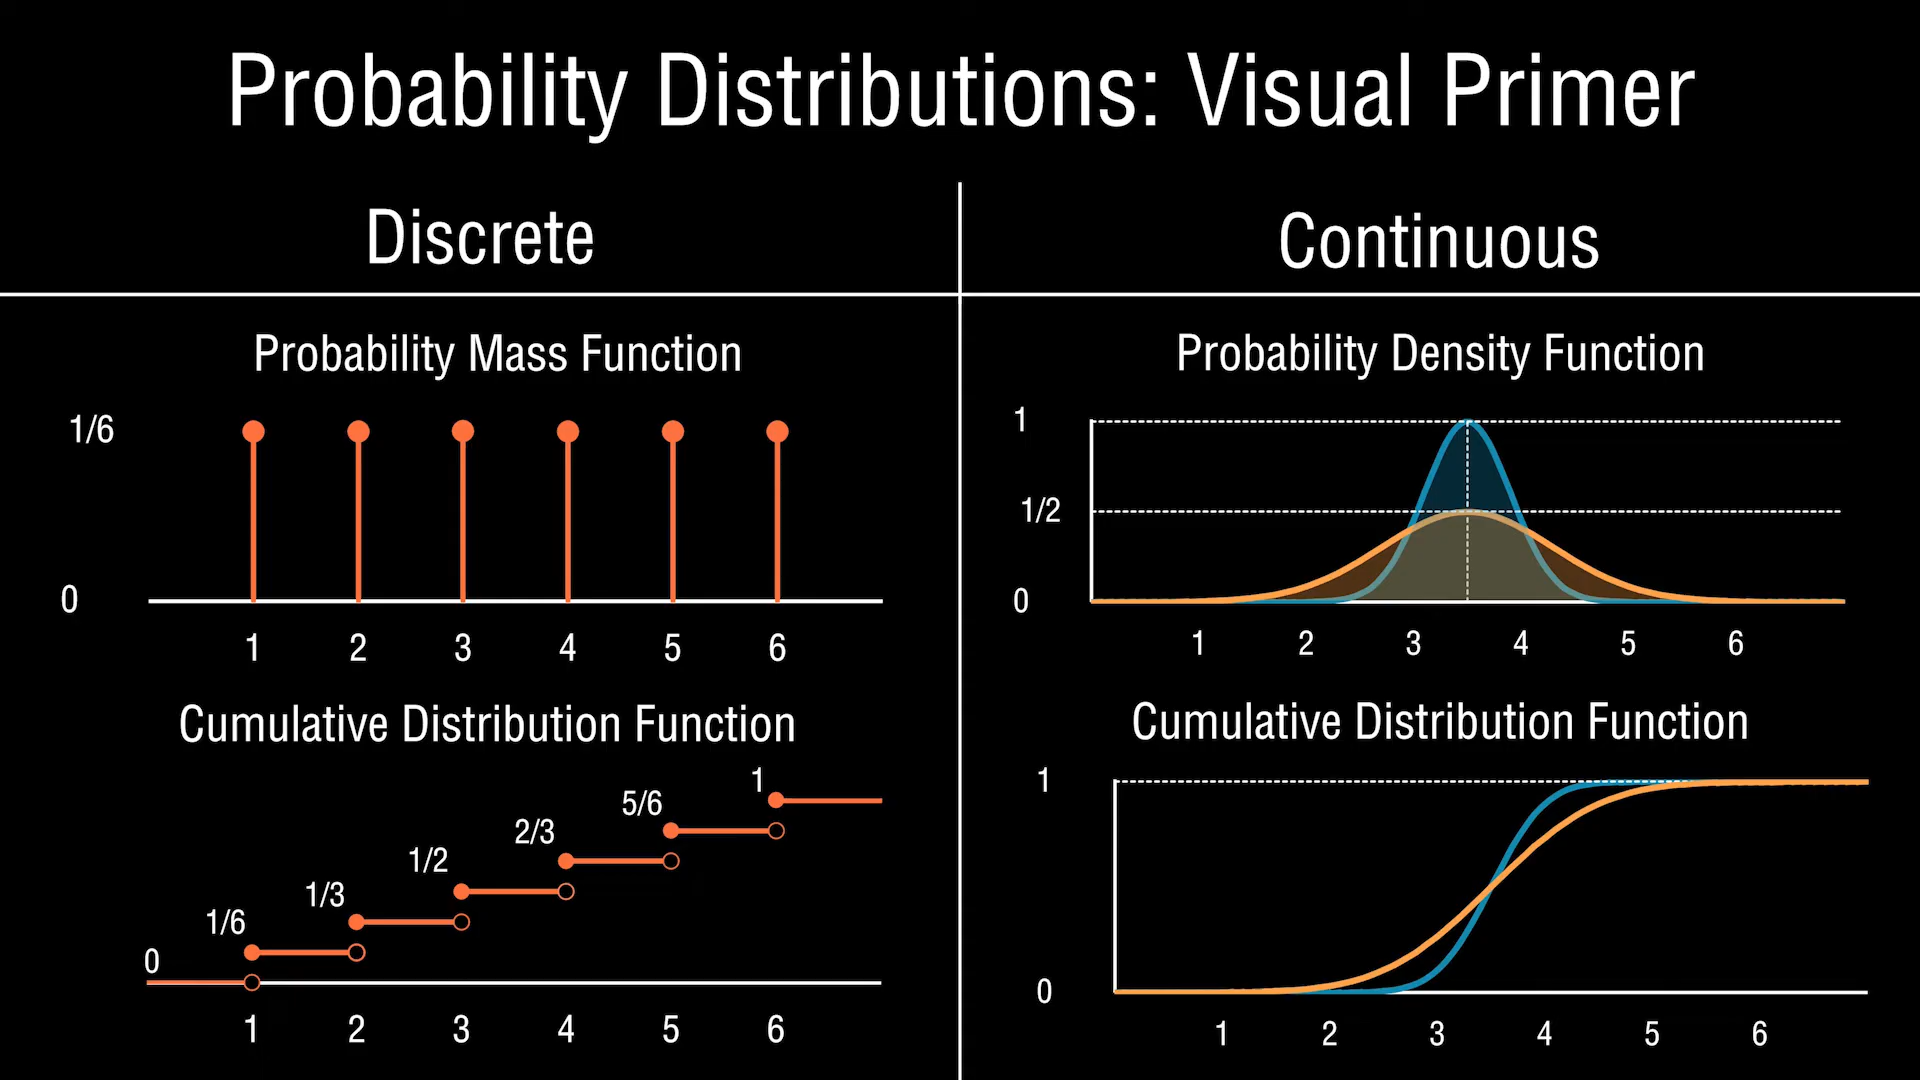 Probability Distributions: Visual Primer
Discrete
Continuous
Probability Mass Function
1/6
0
1 2 3 4 5 6
Cumulative Distribution Function
0 1/6 1/3 1/2 2/3 5/6 1
1 2 3 4 5 6
Probability Density Function
1
1/2
0
1 2 3 4 5 6
Cumulative Distribution Function
1
0
1 2 3 4 5 6